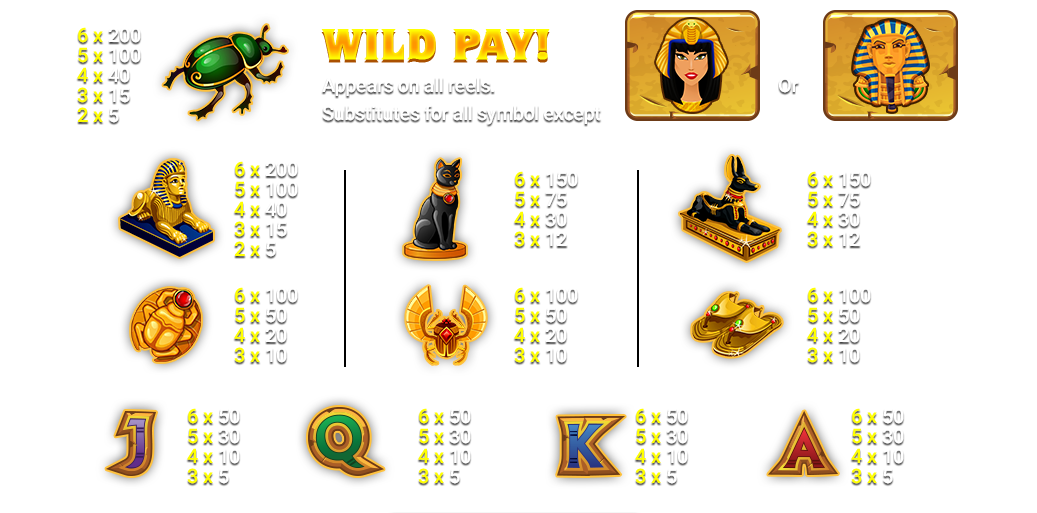 6 x 200
5 x 100
4 x 40
3 x 15
2 x 5
WILD PAY!
Appears on all reels.
Substitutes for all symbol except
Or
6 x 200
5 x 100
4 x 40
3 x 15
2 x 5
6 x 150
5 x 75
4 x 30
3 x 12
6 x 150
5 x 75
4 x 30
3 x 12
6 x 100
5 x 50
4 x 20
3 x 10
6 x 100
5 x 50
4 x 20
3 x 10
6 x 100
5 x 50
4 x 20
3 x 10
J
6 x 50
5 x 30
4 x 10
3 x 5
Q
6 x 50
5 x 30
4 x 10
3 x 5
K
6 x 50
5 x 30
4 x 10
3 x 5
A
6 x 50
5 x 30
4 x 10
3 x 5